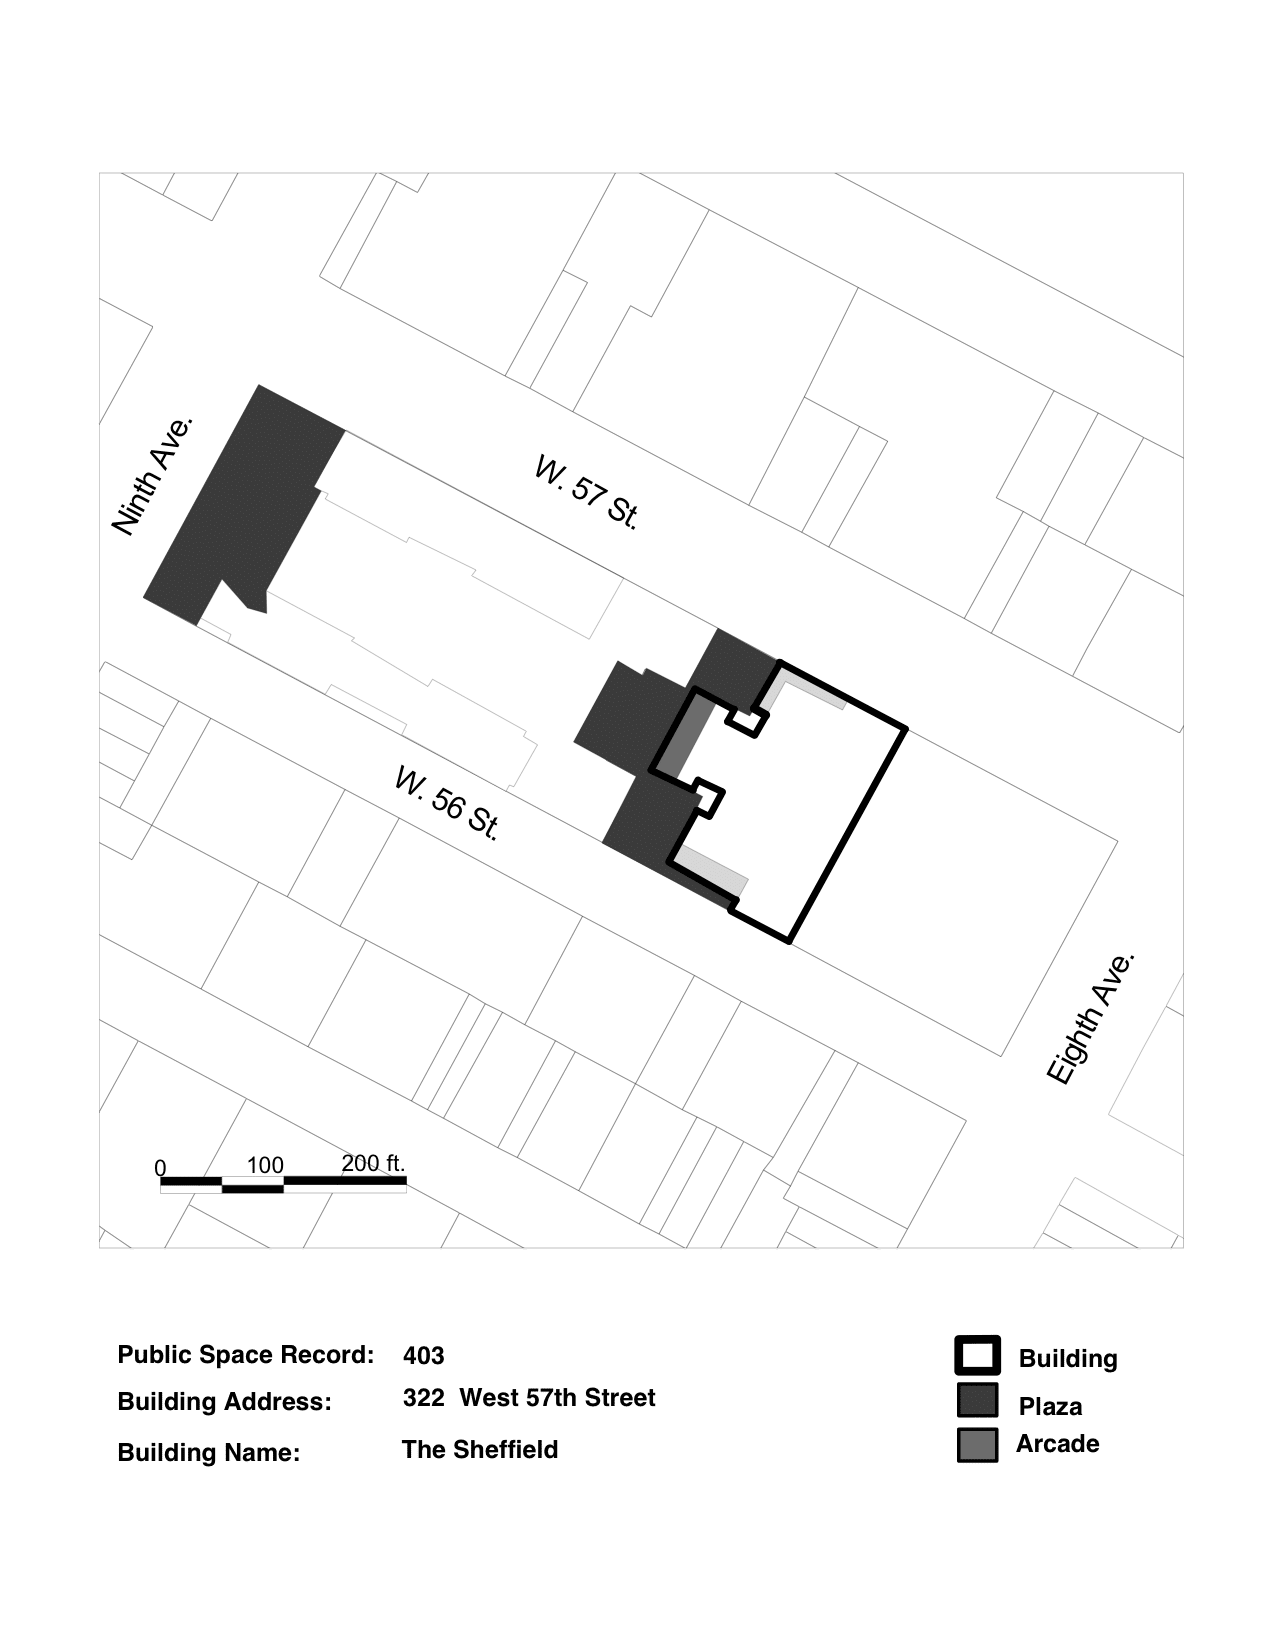 Ninth Ave.
W. 57 St.
W. 56 St.
Eighth Ave.
0 100 200 ft.
Public Space Record: 403
Building Address: 322 West 57th Street
Building Name: The Sheffield
Building
Plaza
Arcade